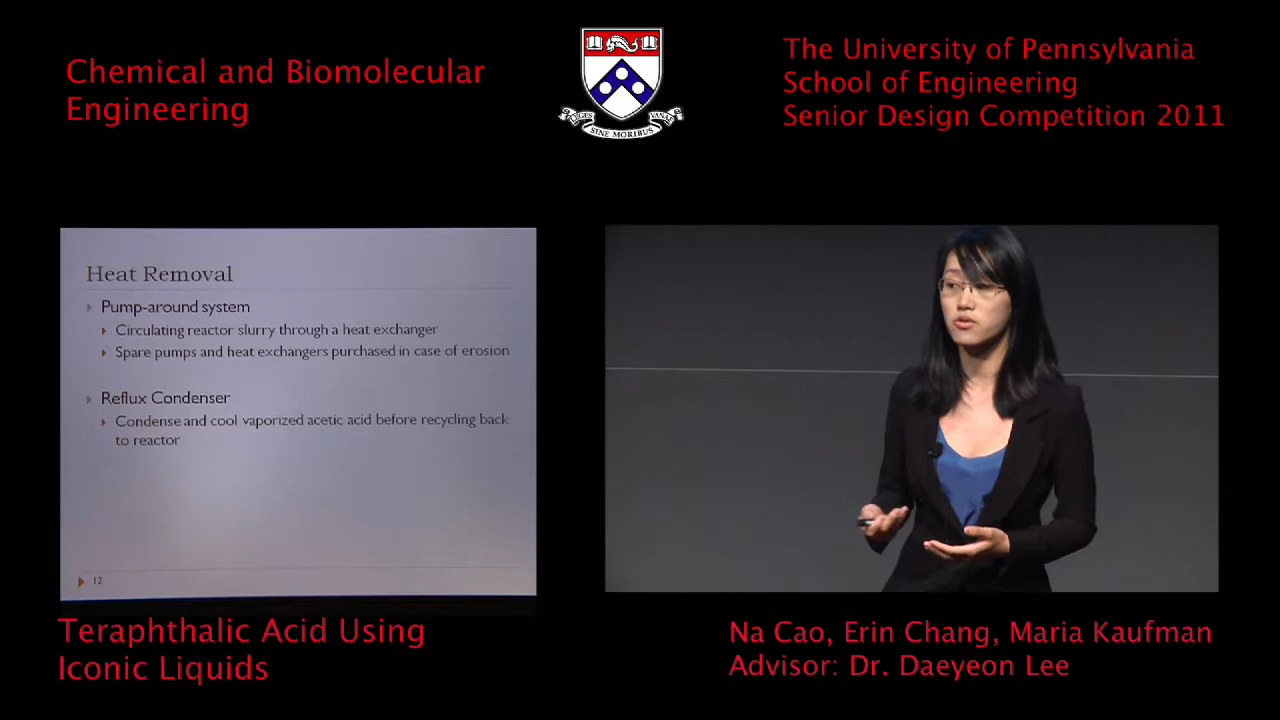 Chemical and Biomolecular
Engineering
SINE MORIBUS
The University of Pennsylvania
School of Engineering
Senior Design Competition 2011
Heat Removal
Pump-around system
Circulating reactor slurry through a heat exchanger
Spare pumps and heat exchangers purchased in case of erosion
Reflux Condenser
Condense and cool vaporized acetic acid before recycling back
to reactor
12
Teraphthalic Acid Using
Iconic Liquids
Na Cao, Erin Chang, Maria Kaufman
Advisor: Dr. Daeyeon Lee